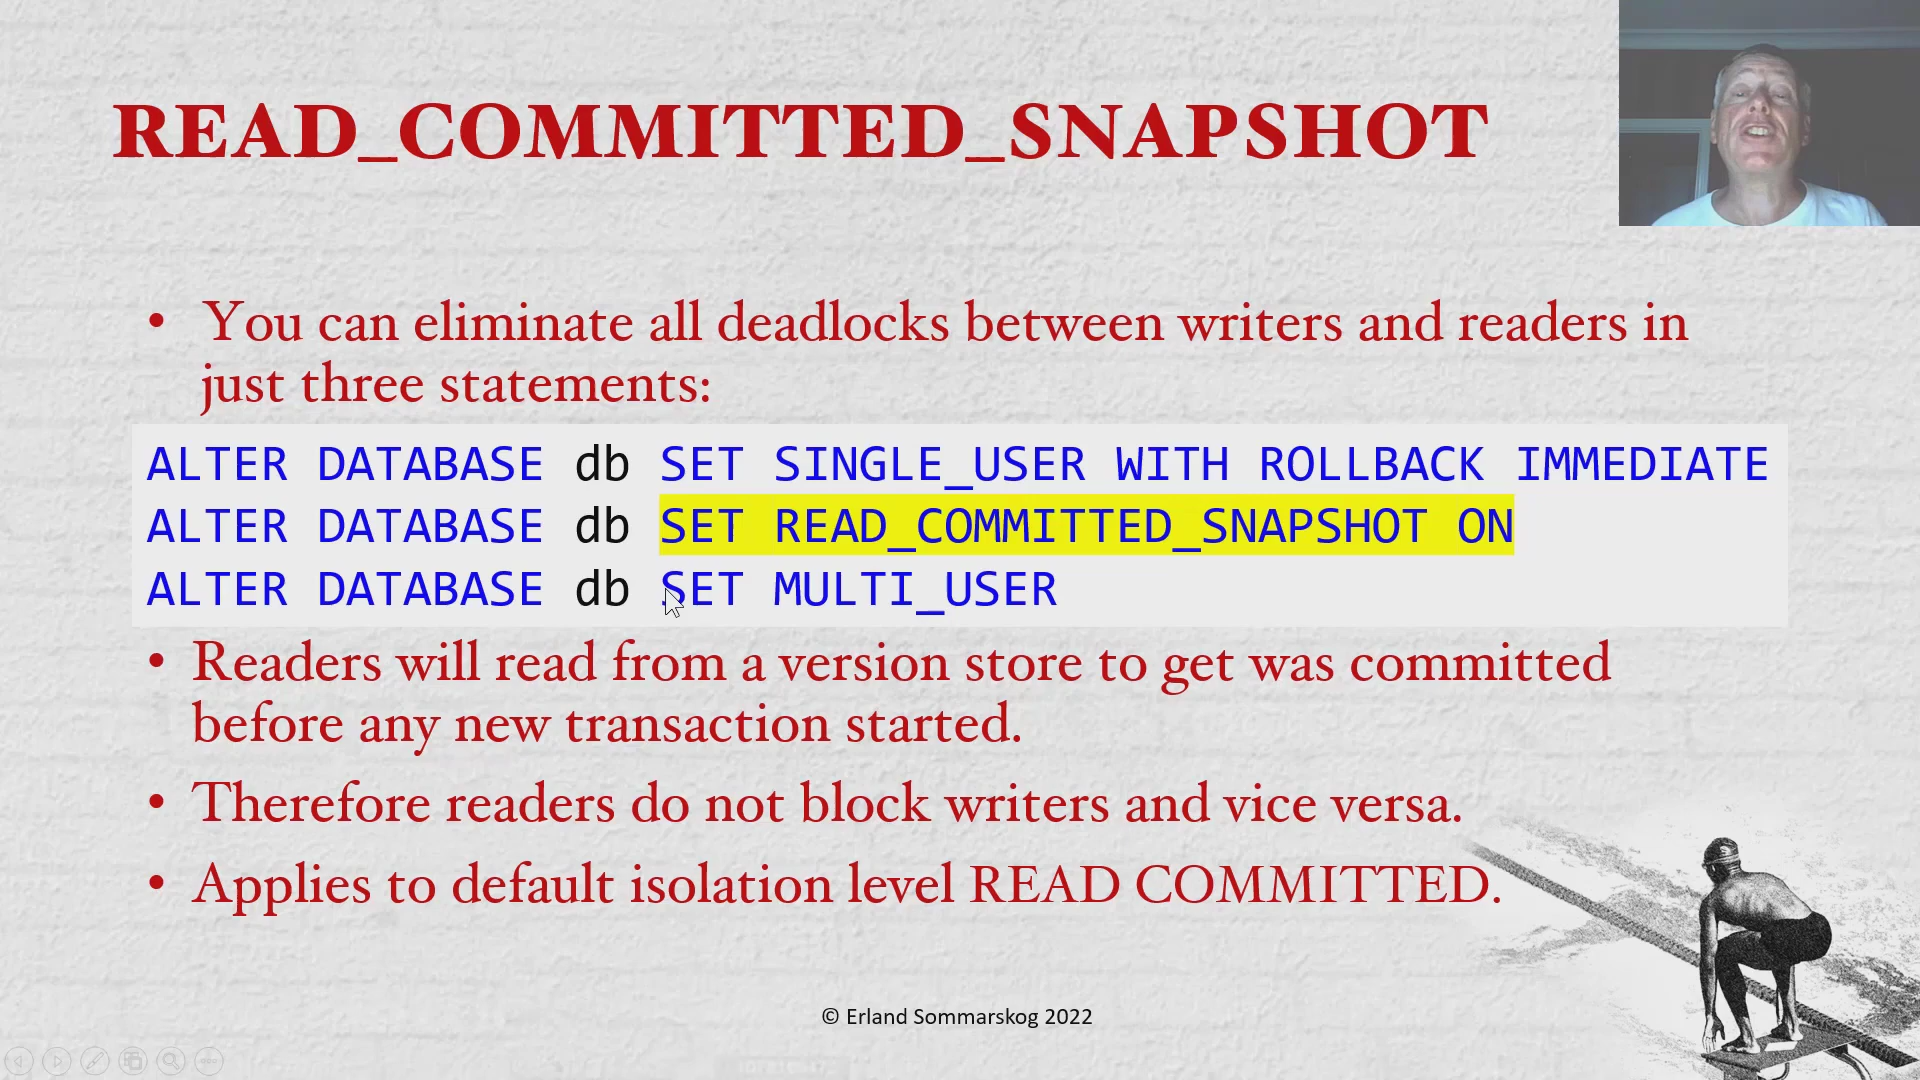 READ_COMMITTED_SNAPSHOT
• You can eliminate all deadlocks between writers and readers in
just three statements:
ALTER DATABASE db SET SINGLE_USER WITH ROLLBACK IMMEDIATE
ALTER DATABASE db SET READ_COMMITTED_SNAPSHOT ON
ALTER DATABASE db SET MULTI_USER
• Readers will read from a version store to get was committed
before any new transaction started.
• Therefore readers do not block writers and vice versa.
• Applies to default isolation level READ COMMITTED.
© Erland Sommarskog 2022